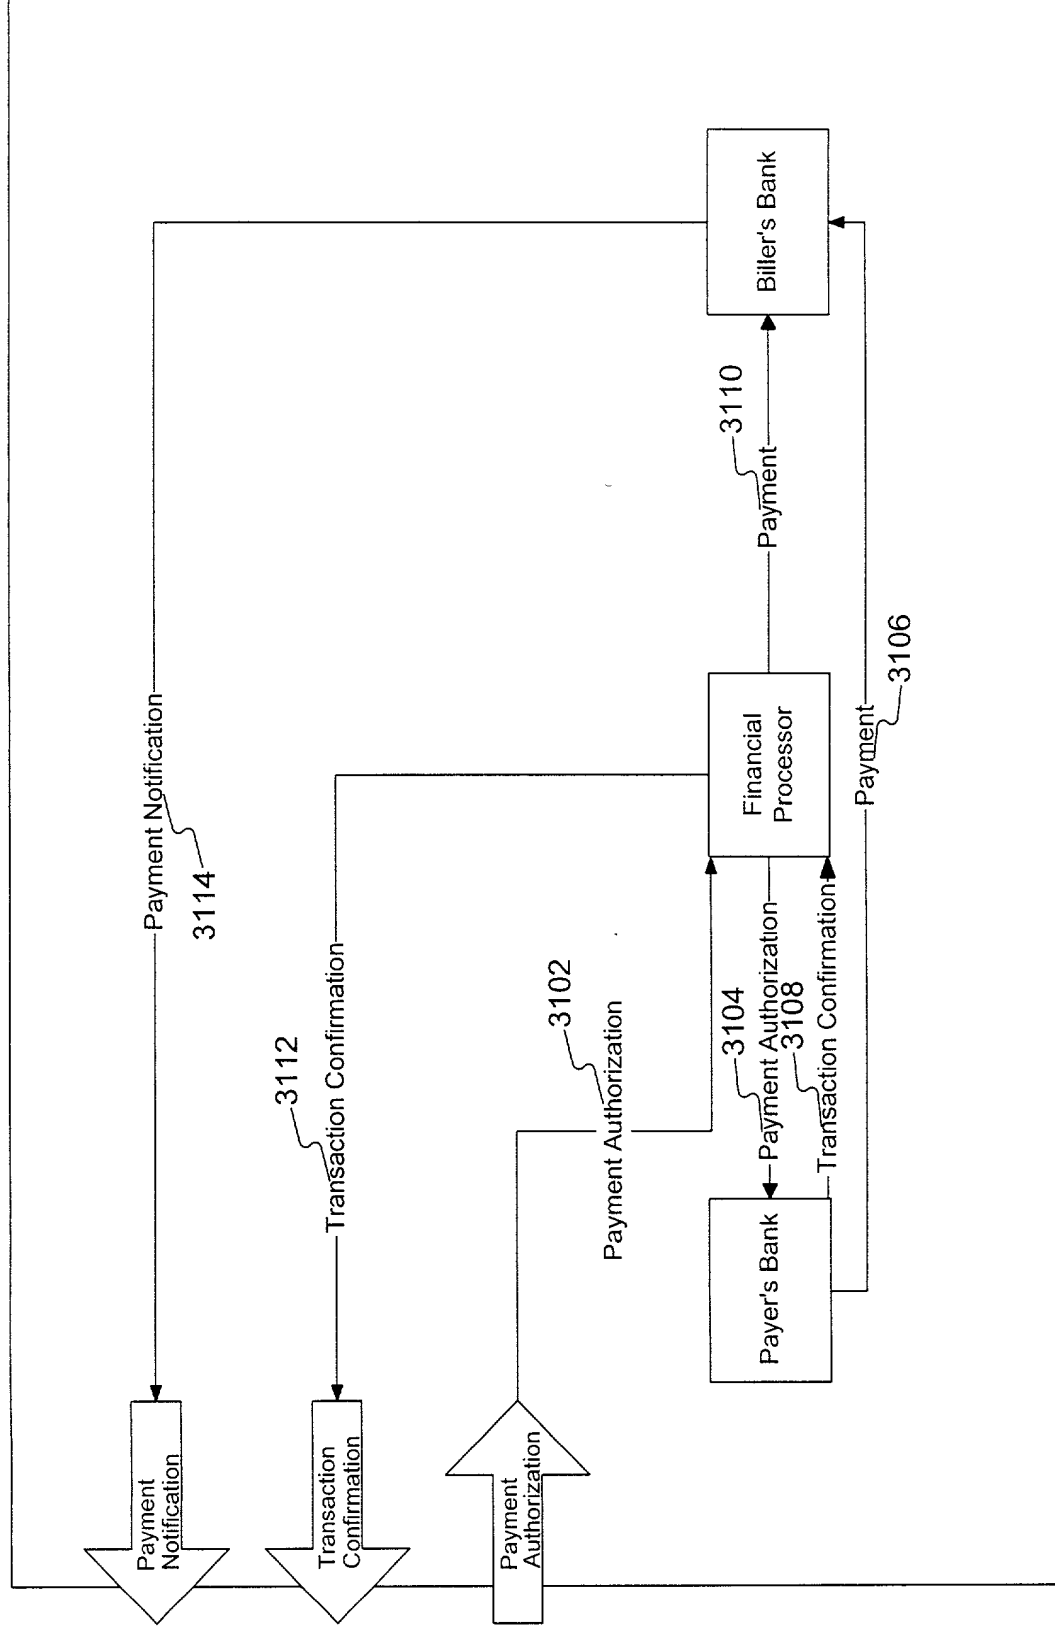 Payment
Notification
Payment Notification
3114
Transaction
Confirmation
Transaction Confirmation
3112
Payment
Authorization
Payment Authorization
3102
Payer's Bank
3104
Payment Authorization
3108
Transaction Confirmation
Financial
Processor
Payment
3110
Biller's Bank
Payment
3106